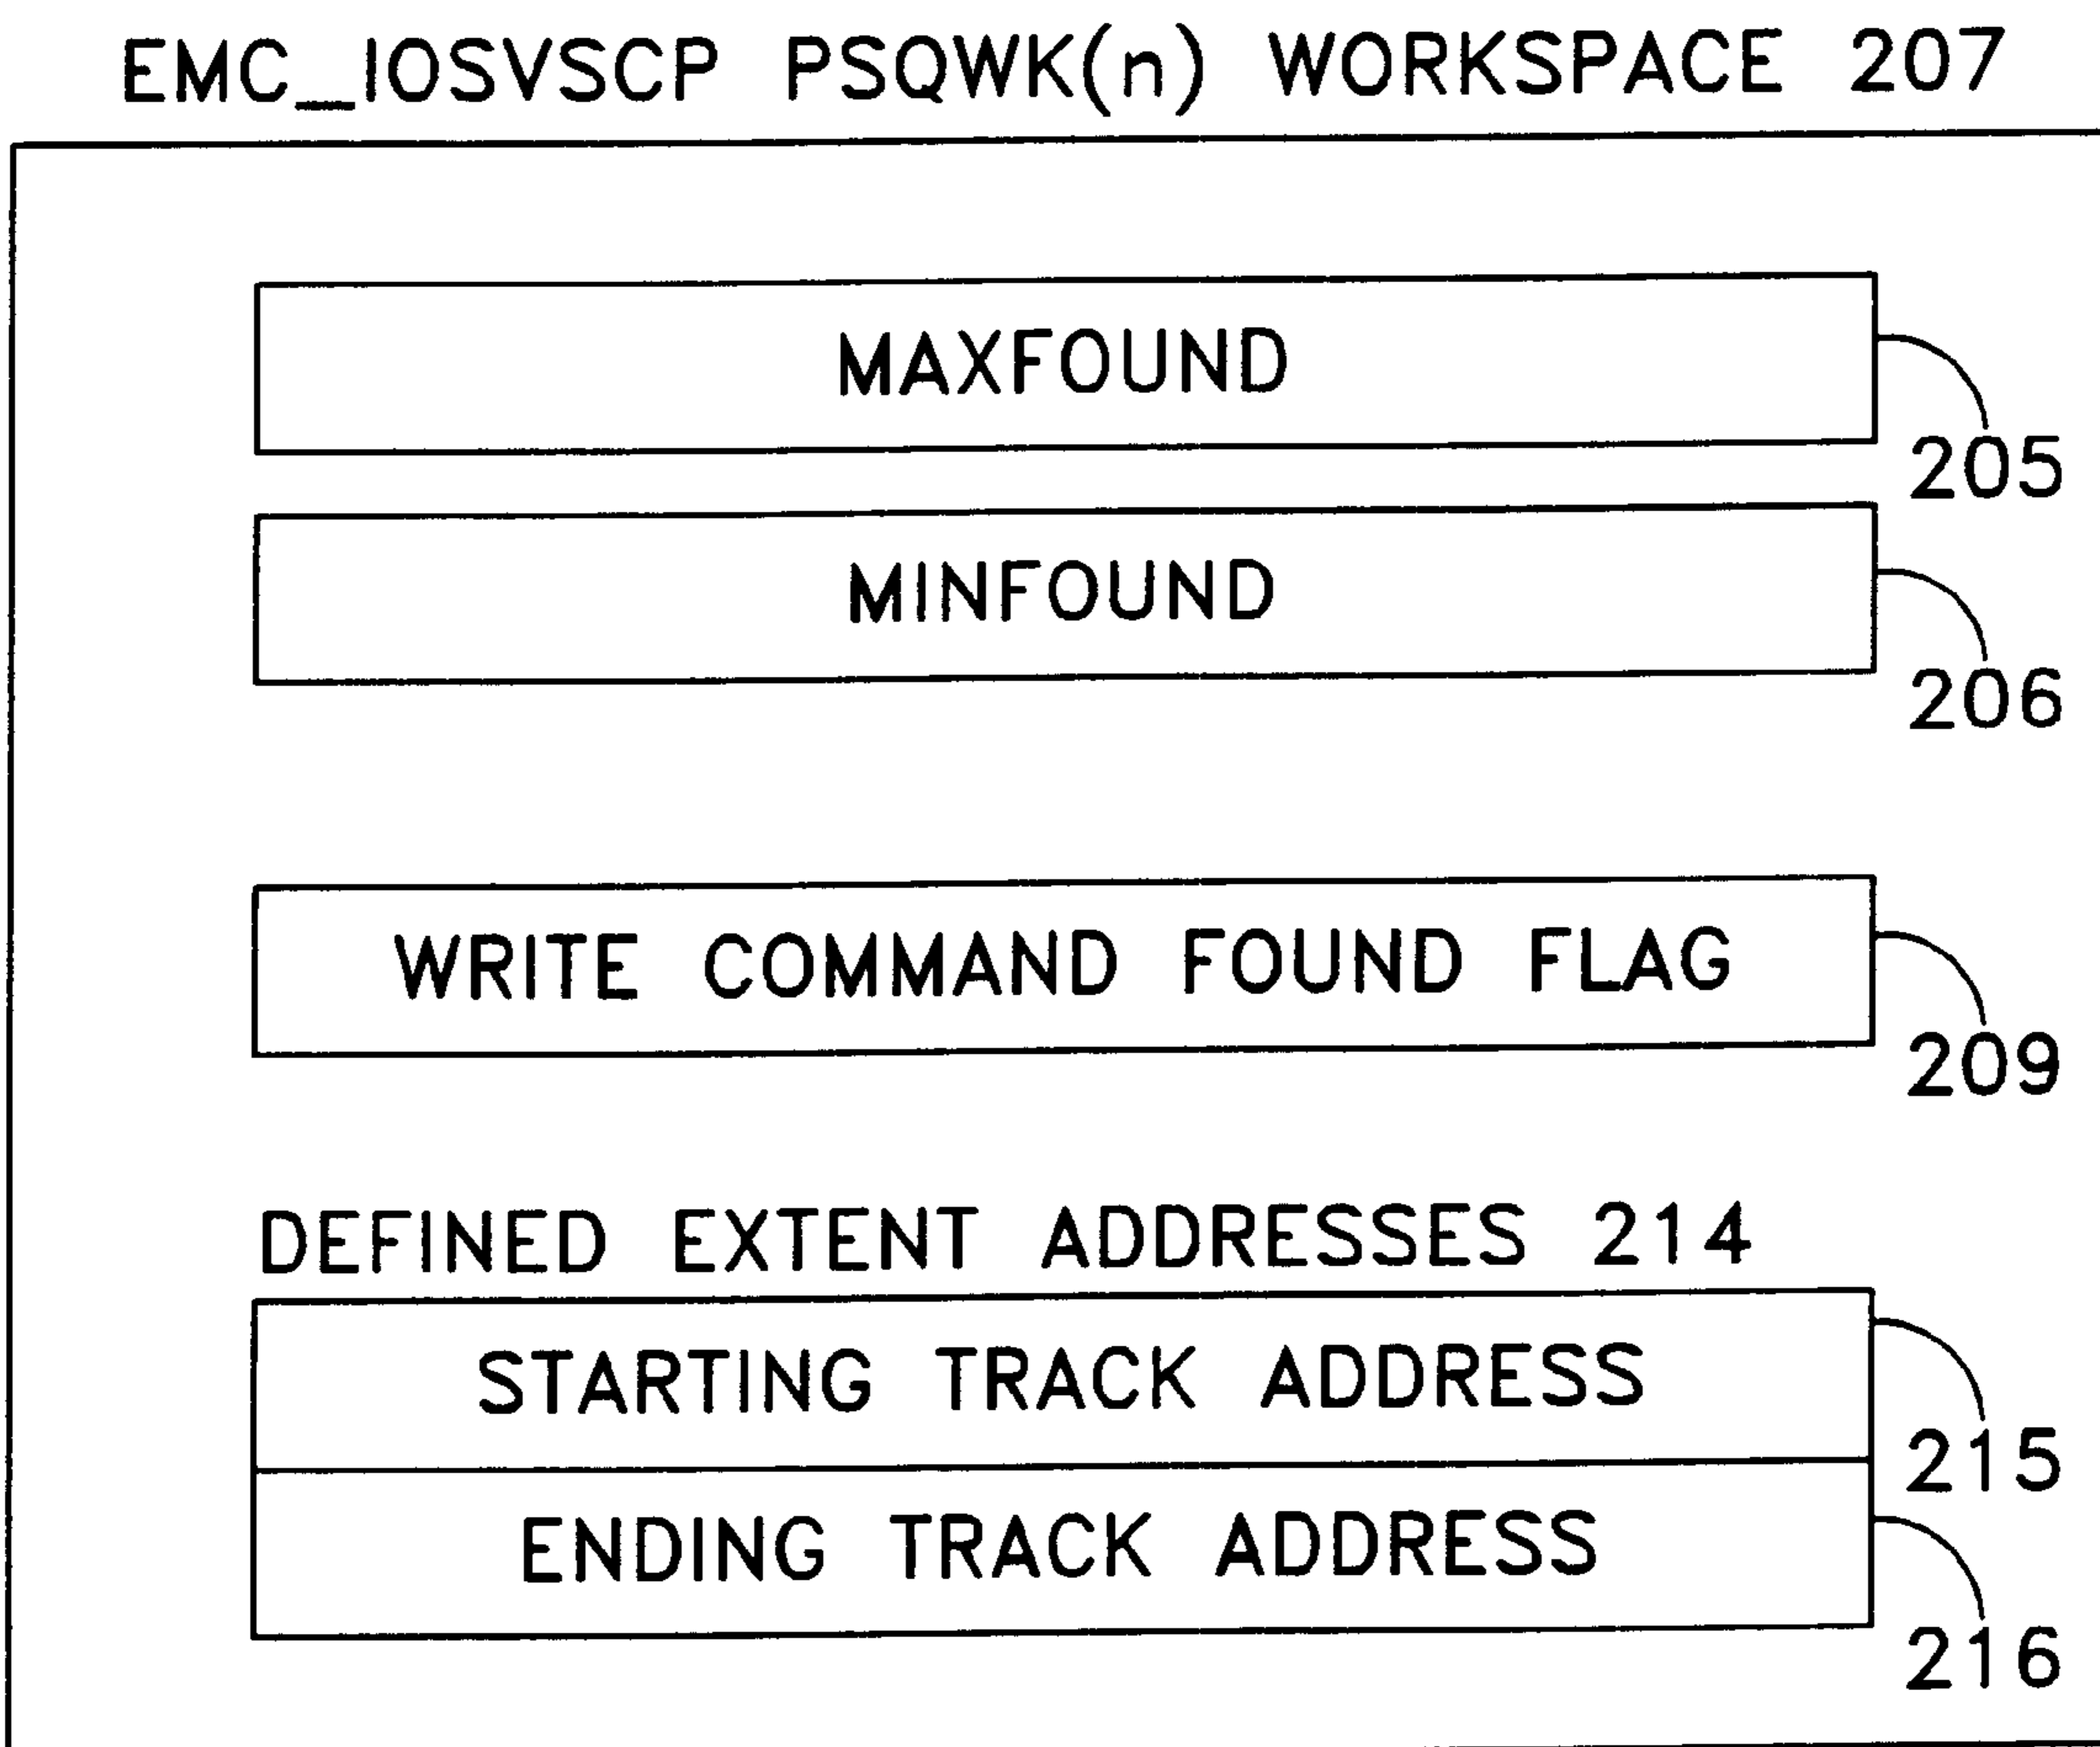 EMC_IOSVSCP PSQWK(n) WORKSPACE 207
MAXFOUND
205
MINFOUND
206
WRITE COMMAND FOUND FLAG
209
DEFINED EXTENT ADDRESSES 214
STARTING TRACK ADDRESS
215
ENDING TRACK ADDRESS
216